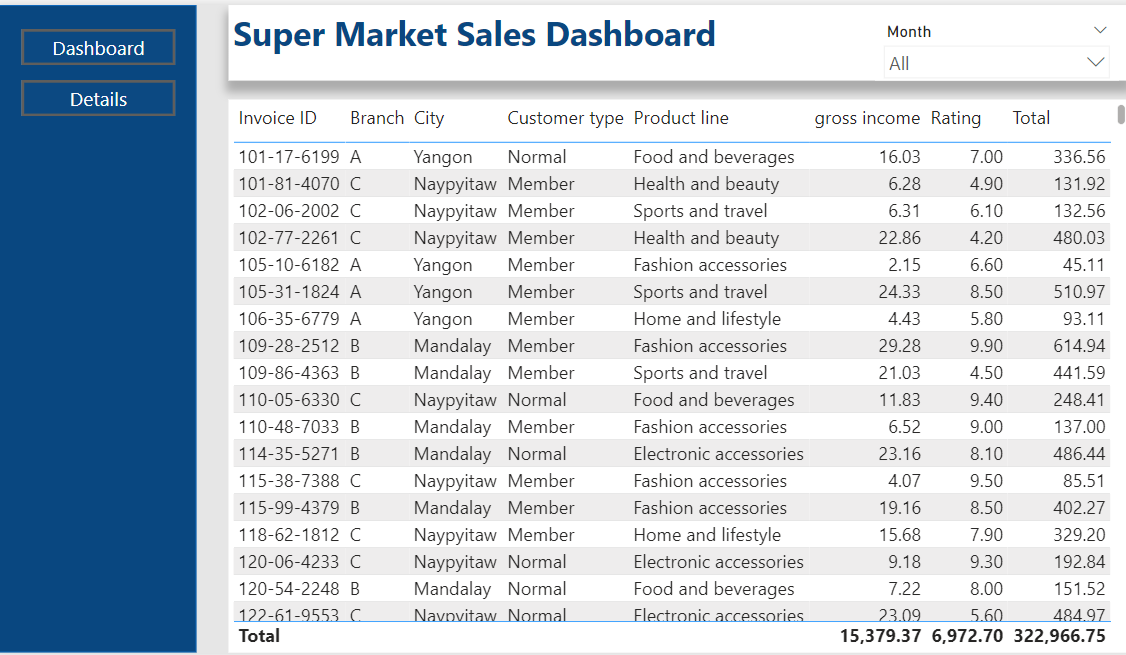 Dashboard
Details
Super Market Sales Dashboard
Month
All
Invoice ID Branch City Customer type Product line gross income Rating Total
101-17-6199 A Yangon Normal Food and beverages 16.03 7.00 336.56
101-81-4070 C Naypyitaw Member Health and beauty 6.28 4.90 131.92
102-06-2002 C Naypyitaw Member Sports and travel 6.31 6.10 132.56
102-77-2261 C Naypyitaw Member Health and beauty 22.86 4.20 480.03
105-10-6182 A Yangon Member Fashion accessories 2.15 6.60 45.11
105-31-1824 A Yangon Member Sports and travel 24.33 8.50 510.97
106-35-6779 A Yangon Member Home and lifestyle 4.43 5.80 93.11
109-28-2512 B Mandalay Member Fashion accessories 29.28 9.90 614.94
109-86-4363 B Mandalay Member Sports and travel 21.03 4.50 441.59
110-05-6330 C Naypyitaw Normal Food and beverages 11.83 9.40 248.41
110-48-7033 B Mandalay Member Fashion accessories 6.52 9.00 137.00
114-35-5271 B Mandalay Normal Electronic accessories 23.16 8.10 486.44
115-38-7388 C Naypyitaw Member Fashion accessories 4.07 9.50 85.51
115-99-4379 B Mandalay Member Fashion accessories 19.16 8.50 402.27
118-62-1812 C Naypyitaw Member Home and lifestyle 15.68 7.90 329.20
120-06-4233 C Naypyitaw Normal Electronic accessories 9.18 9.30 192.84
120-54-2248 B Mandalay Normal Food and beverages 7.22 8.00 151.52
122-61-9553 C Naypyitaw Normal Electronic accessories 23.09 5.60 484.97
Total 15,379.37 6,972.70 322,966.75